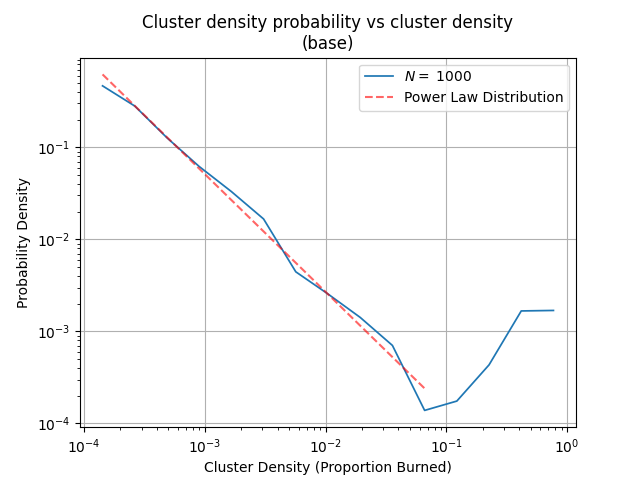 Cluster density probability vs cluster density
(base)
N = 1000
Power Law Distribution
Probability Density
10⁻¹
10⁻²
10⁻³
10⁻⁴
10⁻⁴ 10⁻³ 10⁻² 10⁻¹ 10⁰
Cluster Density (Proportion Burned)